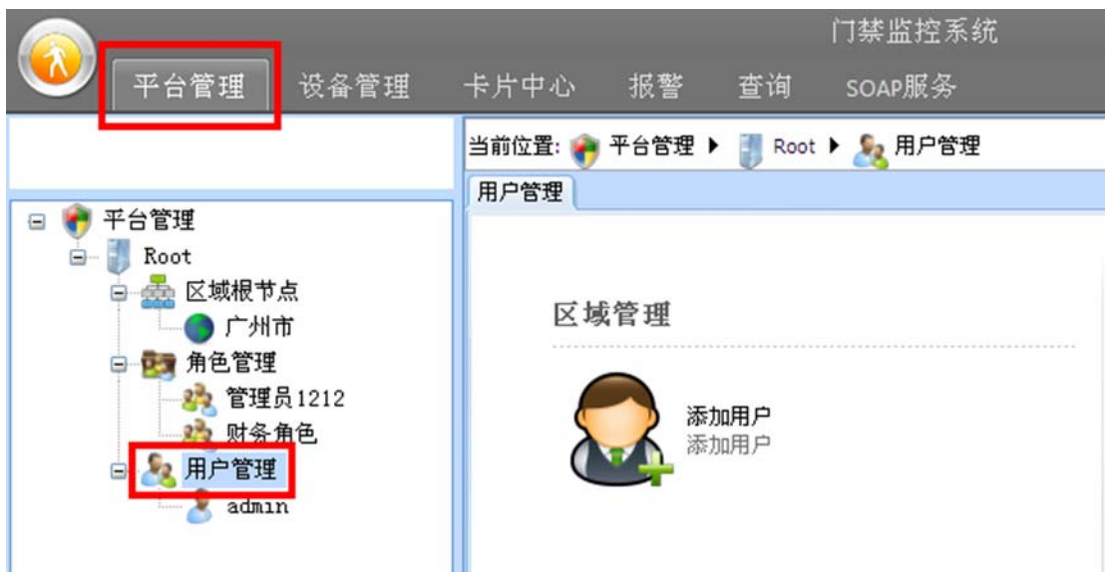 门禁监控系统
平台管理 设备管理 卡片中心 报警 查询 SOAP服务
当前位置: 平台管理 Root 用户管理
用户管理
平台管理
Root
区域根节点
广州市
角色管理
管理员1212
财务角色
用户管理
admin
区域管理
添加用户
添加用户